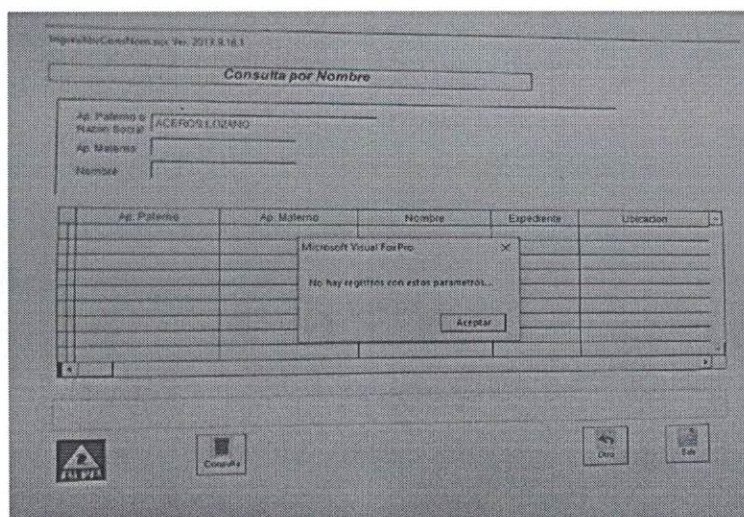 Consulta por Nombre
Ap. Paterno o
Razon Social ACEROS LOZANO
Ap. Materno
Nombre
Ap. Paterno Ap. Materno Nombre Expediente Ubicacion
Microsoft Visual FoxPro
No hay registros con estos parametros...
Aceptar
Consulta Otra Salir